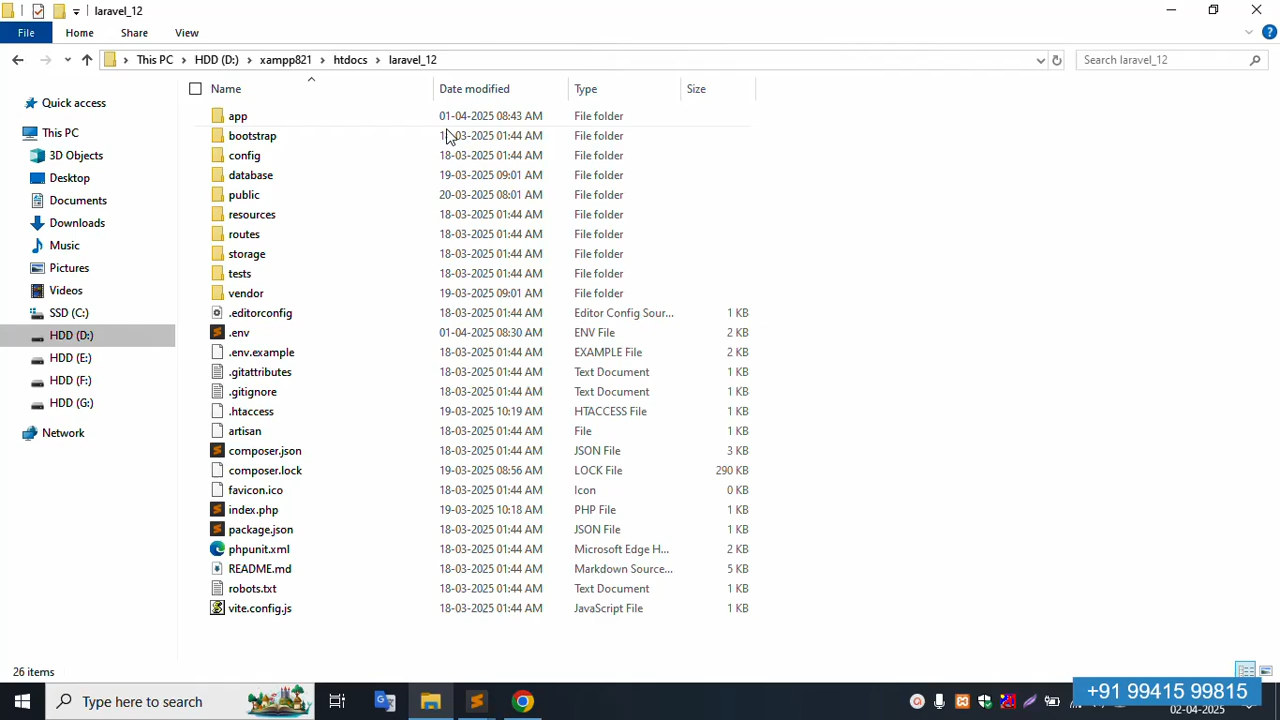 laravel_12
File Home Share View
This PC HDD (D:) xampp821 htdocs laravel_12 Search laravel_12
Name Date modified Type Size
Quick access
This PC
3D Objects
Desktop
Documents
Downloads
Music
Pictures
Videos
SSD (C:)
HDD (D:)
HDD (E:)
HDD (F:)
HDD (G:)
Network
app 01-04-2025 08:43 AM File folder
bootstrap 03-2025 01:44 AM File folder
config 18-03-2025 01:44 AM File folder
database 19-03-2025 09:01 AM File folder
public 20-03-2025 08:01 AM File folder
resources 18-03-2025 01:44 AM File folder
routes 18-03-2025 01:44 AM File folder
storage 18-03-2025 01:44 AM File folder
tests 18-03-2025 01:44 AM File folder
vendor 19-03-2025 09:01 AM File folder
.editorconfig 18-03-2025 01:44 AM Editor Config Sour... 1 KB
.env 01-04-2025 08:30 AM ENV File 2 KB
.env.example 18-03-2025 01:44 AM EXAMPLE File 2 KB
.gitattributes 18-03-2025 01:44 AM Text Document 1 KB
.gitignore 18-03-2025 01:44 AM Text Document 1 KB
.htaccess 19-03-2025 10:19 AM HTACCESS File 1 KB
artisan 18-03-2025 01:44 AM File 1 KB
composer.json 18-03-2025 01:44 AM JSON File 3 KB
composer.lock 19-03-2025 08:56 AM LOCK File 290 KB
favicon.ico 18-03-2025 01:44 AM Icon 0 KB
index.php 19-03-2025 10:18 AM PHP File 1 KB
package.json 18-03-2025 01:44 AM JSON File 1 KB
phpunit.xml 18-03-2025 01:44 AM Microsoft Edge H... 2 KB
README.md 18-03-2025 01:44 AM Markdown Source... 5 KB
robots.txt 18-03-2025 01:44 AM Text Document 1 KB
vite.config.js 18-03-2025 01:44 AM JavaScript File 1 KB
26 items
Type here to search
+91 99415 99815
02-04-2025